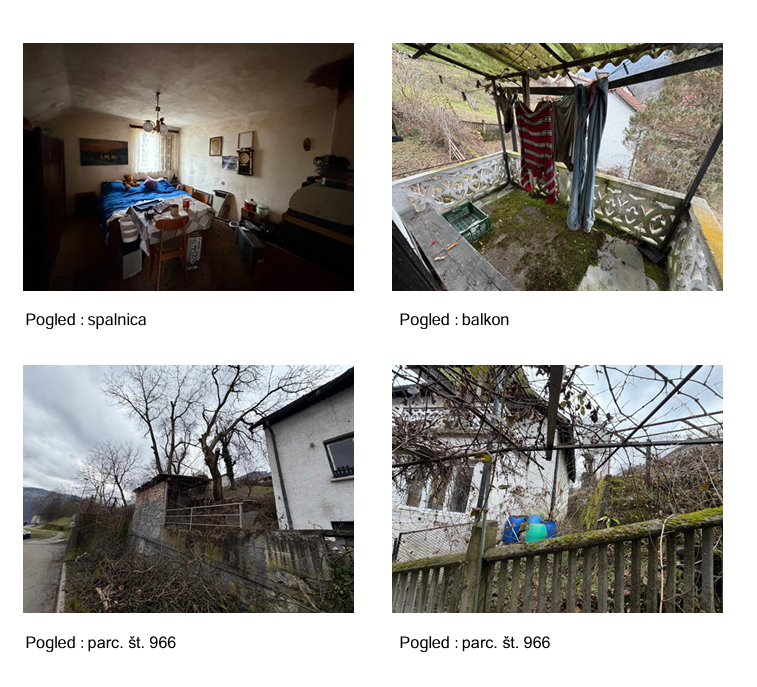 Pogled : spalnica
Pogled : balkon
Pogled : parc. št. 966
Pogled : parc. št. 966